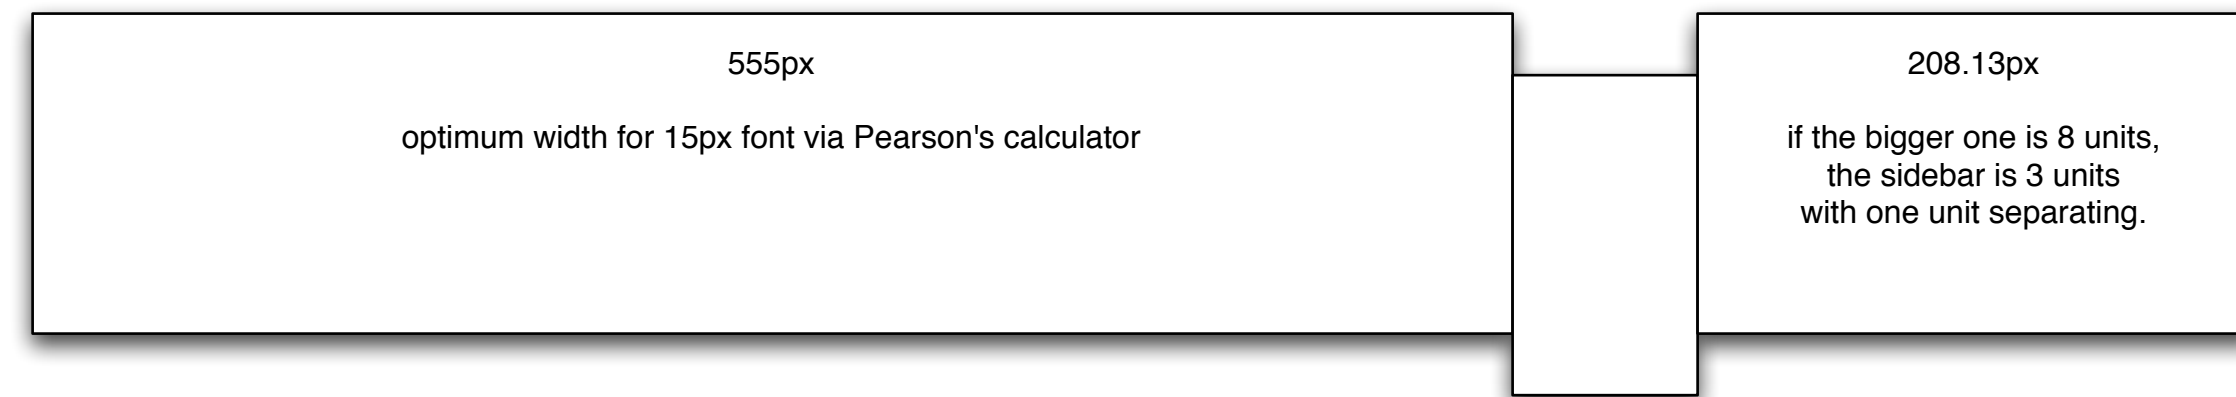 555px
optimum width for 15px font via Pearson's calculator
208.13px
if the bigger one is 8 units,
the sidebar is 3 units
with one unit separating.